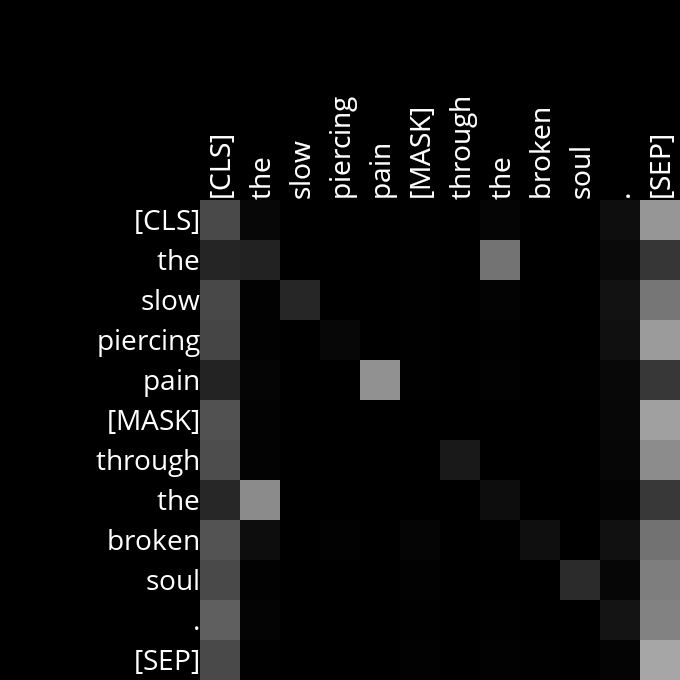 [CLS] the slow piercing pain [MASK] through the broken soul . [SEP]
[CLS]
the
slow
piercing
pain
[MASK]
through
the
broken
soul
.
[SEP]